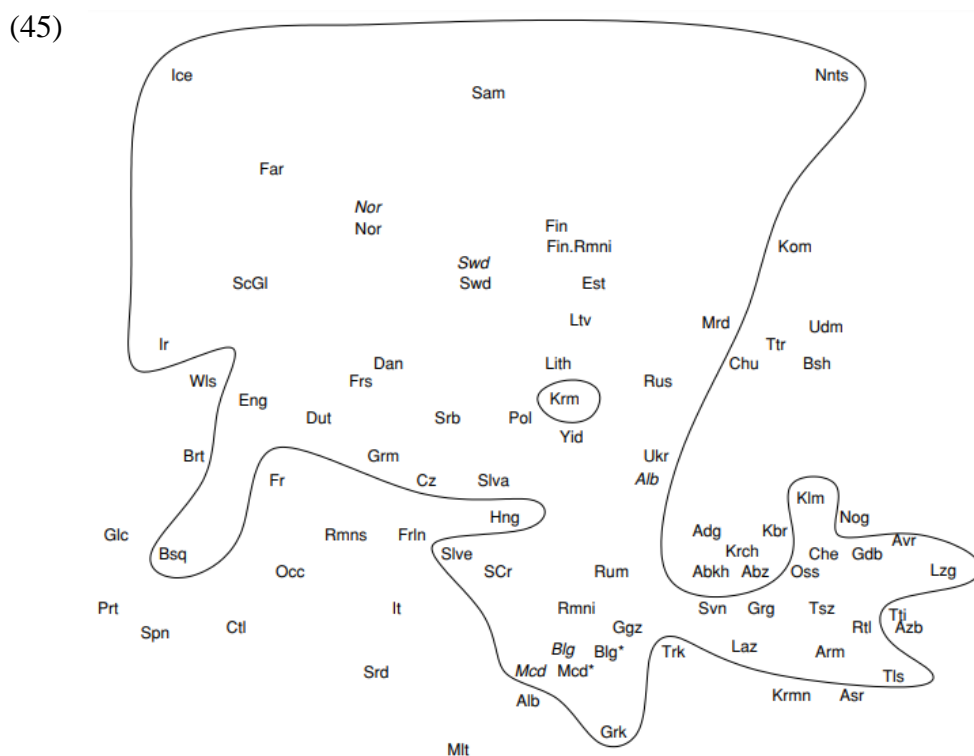 (45)
Ice Nnts
Sam
Far
Nor
Nor Fin
Fin.Rmni
Kom
Swd
ScGl Swd Est
Ltv Mrd Udm
Ir Ttr
Dan Lith Chu Bsh
Wls Frs Rus
Eng Krm
Dut Srb Pol
Yid
Brt Grm Ukr
Fr Cz Slva Alb
Klm
Hng Nog
Glc Rmns Frln Adg Kbr Avr
Bsq Slve Krch Che Gdb
Occ SCr Rum Abkh Abz Oss Lzg
Prt It Rmni Svn Grg Tsz Tti
Spn Ctl Ggz Rtl Azb
Blg Blg* Trk Laz Arm
Srd Mcd Mcd* Tls
Alb Krmn Asr
Grk
Mlt